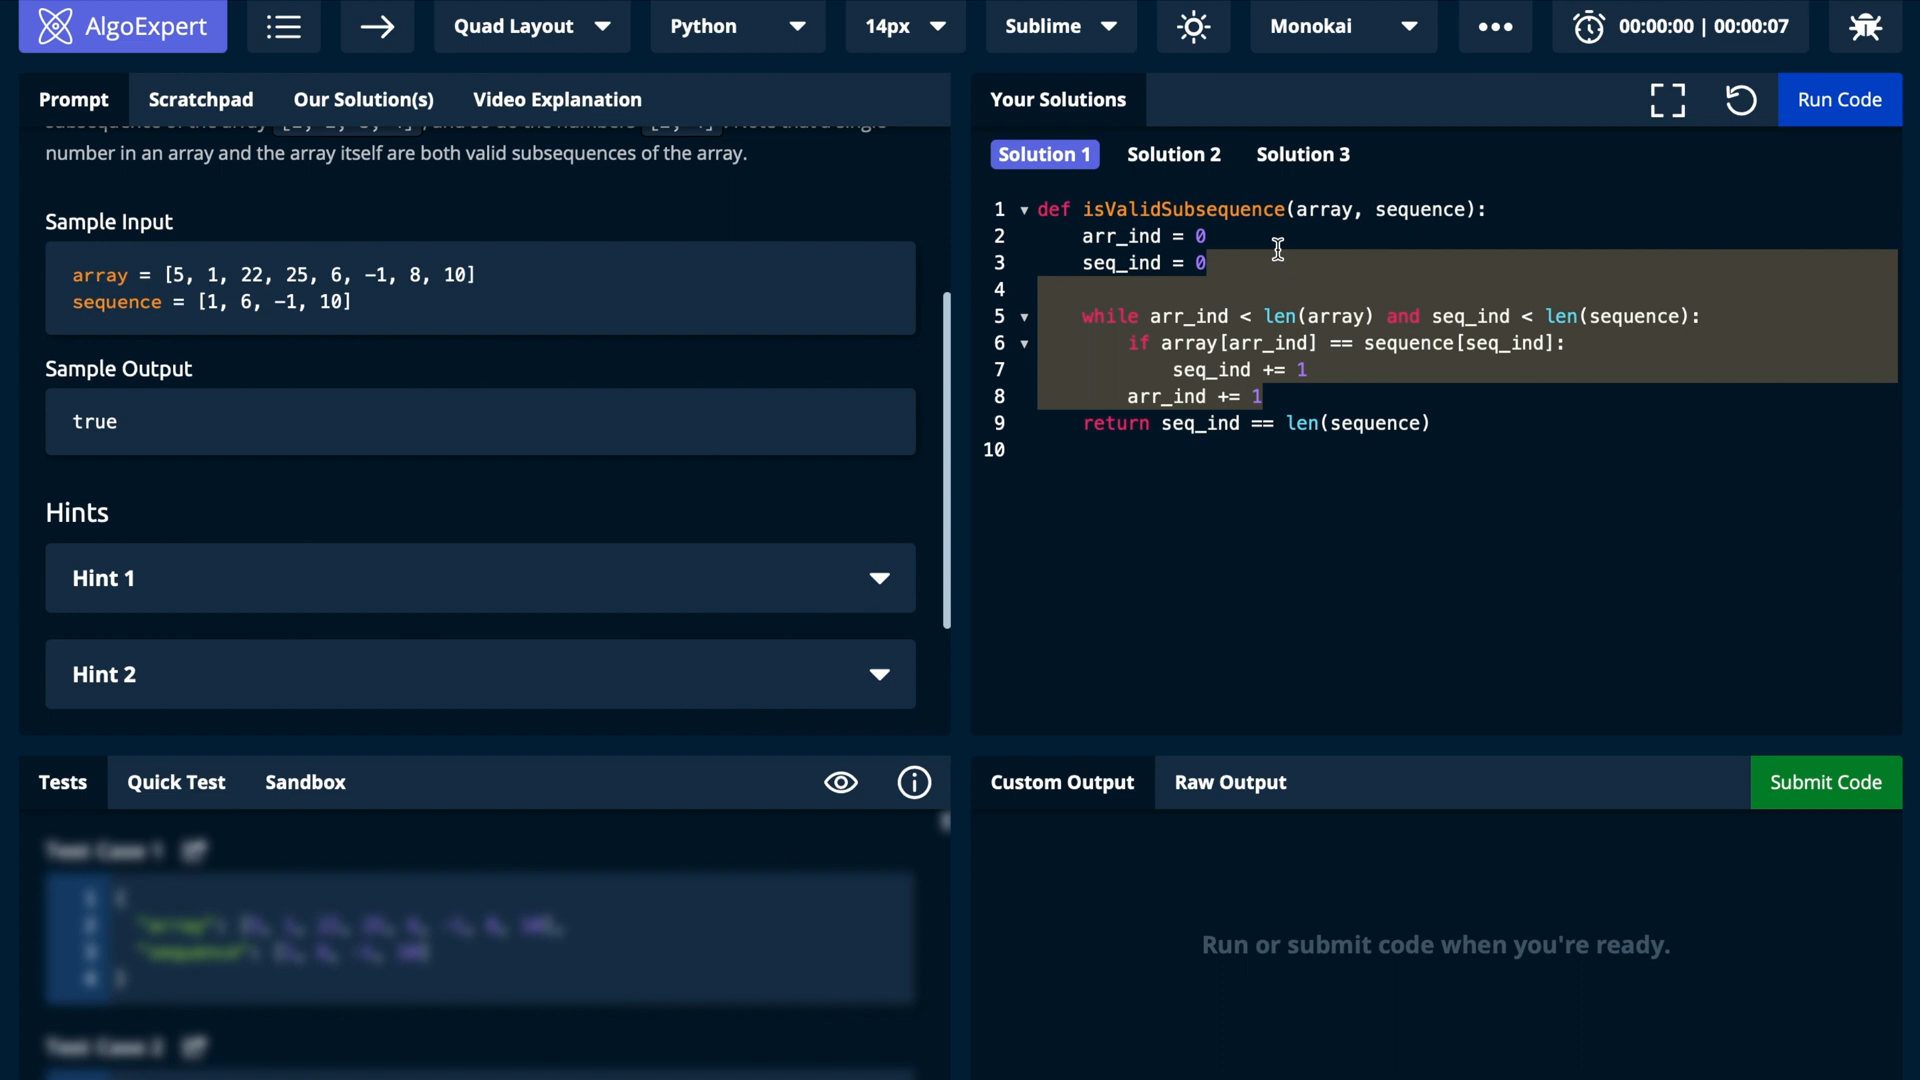 AlgoExpert
Quad Layout
Python
14px
Sublime
Monokai
00:00:00 | 00:00:07
Prompt
Scratchpad
Our Solution(s)
Video Explanation
number in an array and the array itself are both valid subsequences of the array.
Sample Input
array = [5, 1, 22, 25, 6, -1, 8, 10]
sequence = [1, 6, -1, 10]
Sample Output
true
Hints
Hint 1
Hint 2
Your Solutions
Run Code
Solution 1
Solution 2
Solution 3
1 def isValidSubsequence(array, sequence):
2 arr_ind = 0
3 seq_ind = 0
4
5 while arr_ind < len(array) and seq_ind < len(sequence):
6 if array[arr_ind] == sequence[seq_ind]:
7 seq_ind += 1
8 arr_ind += 1
9 return seq_ind == len(sequence)
10
Tests
Quick Test
Sandbox
Test Case 1
Test Case 2
Custom Output
Raw Output
Submit Code
Run or submit code when you're ready.